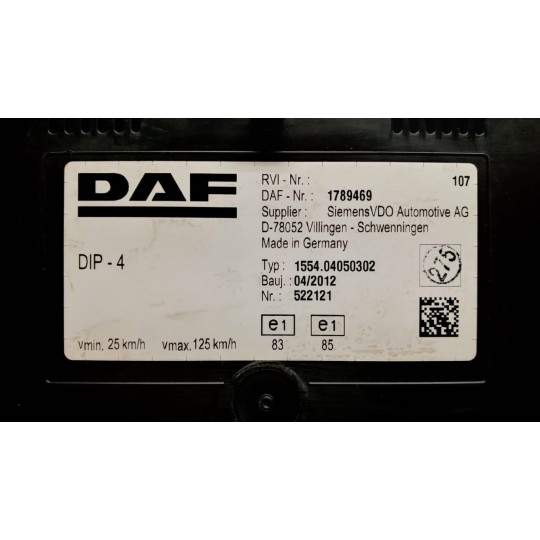 DAF
DIP - 4
vmin. 25 km/h vmax. 125 km/h
RVI - Nr. : 107
DAF - Nr. : 1789469
Supplier : SiemensVDO Automotive AG
D-78052 Villingen - Schwenningen
Made in Germany
Typ : 1554.04050302
Bauj. : 04/2012
Nr. : 522121
275
e1 e1
83 85